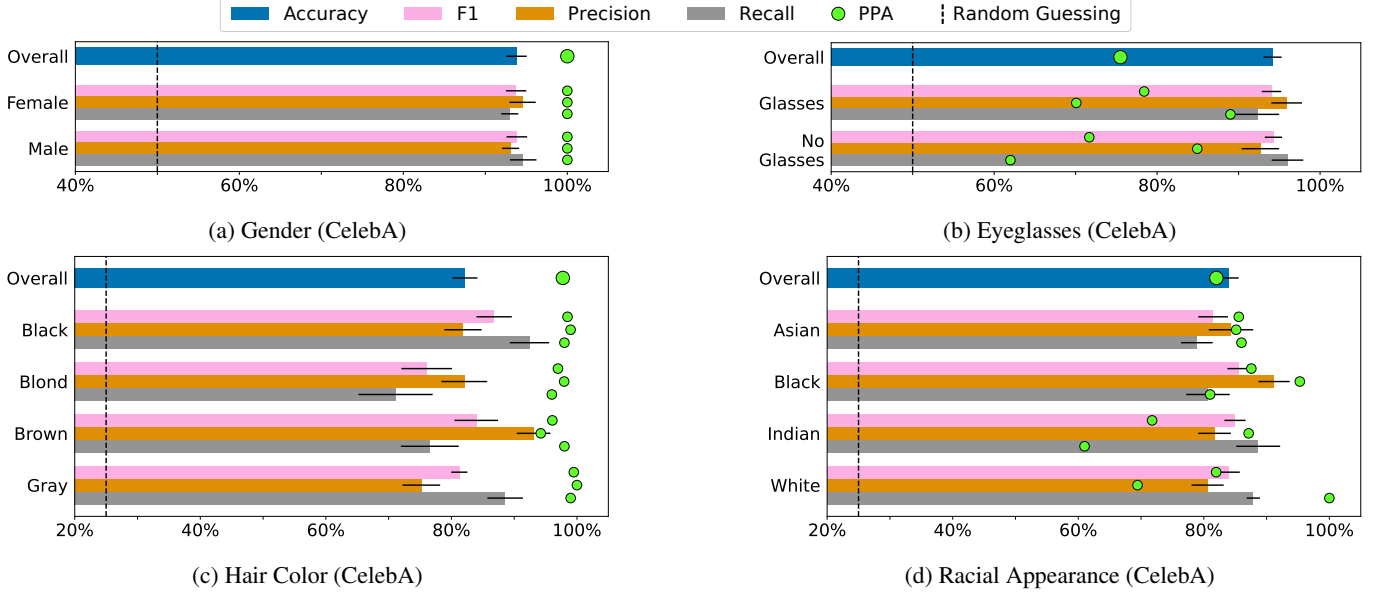 Accuracy F1 Precision Recall PPA Random Guessing
Overall
Female
Male
40% 60% 80% 100%
(a) Gender (CelebA)
Overall
Glasses
No
Glasses
40% 60% 80% 100%
(b) Eyeglasses (CelebA)
Overall
Black
Blond
Brown
Gray
20% 40% 60% 80% 100%
(c) Hair Color (CelebA)
Overall
Asian
Black
Indian
White
20% 40% 60% 80% 100%
(d) Racial Appearance (CelebA)